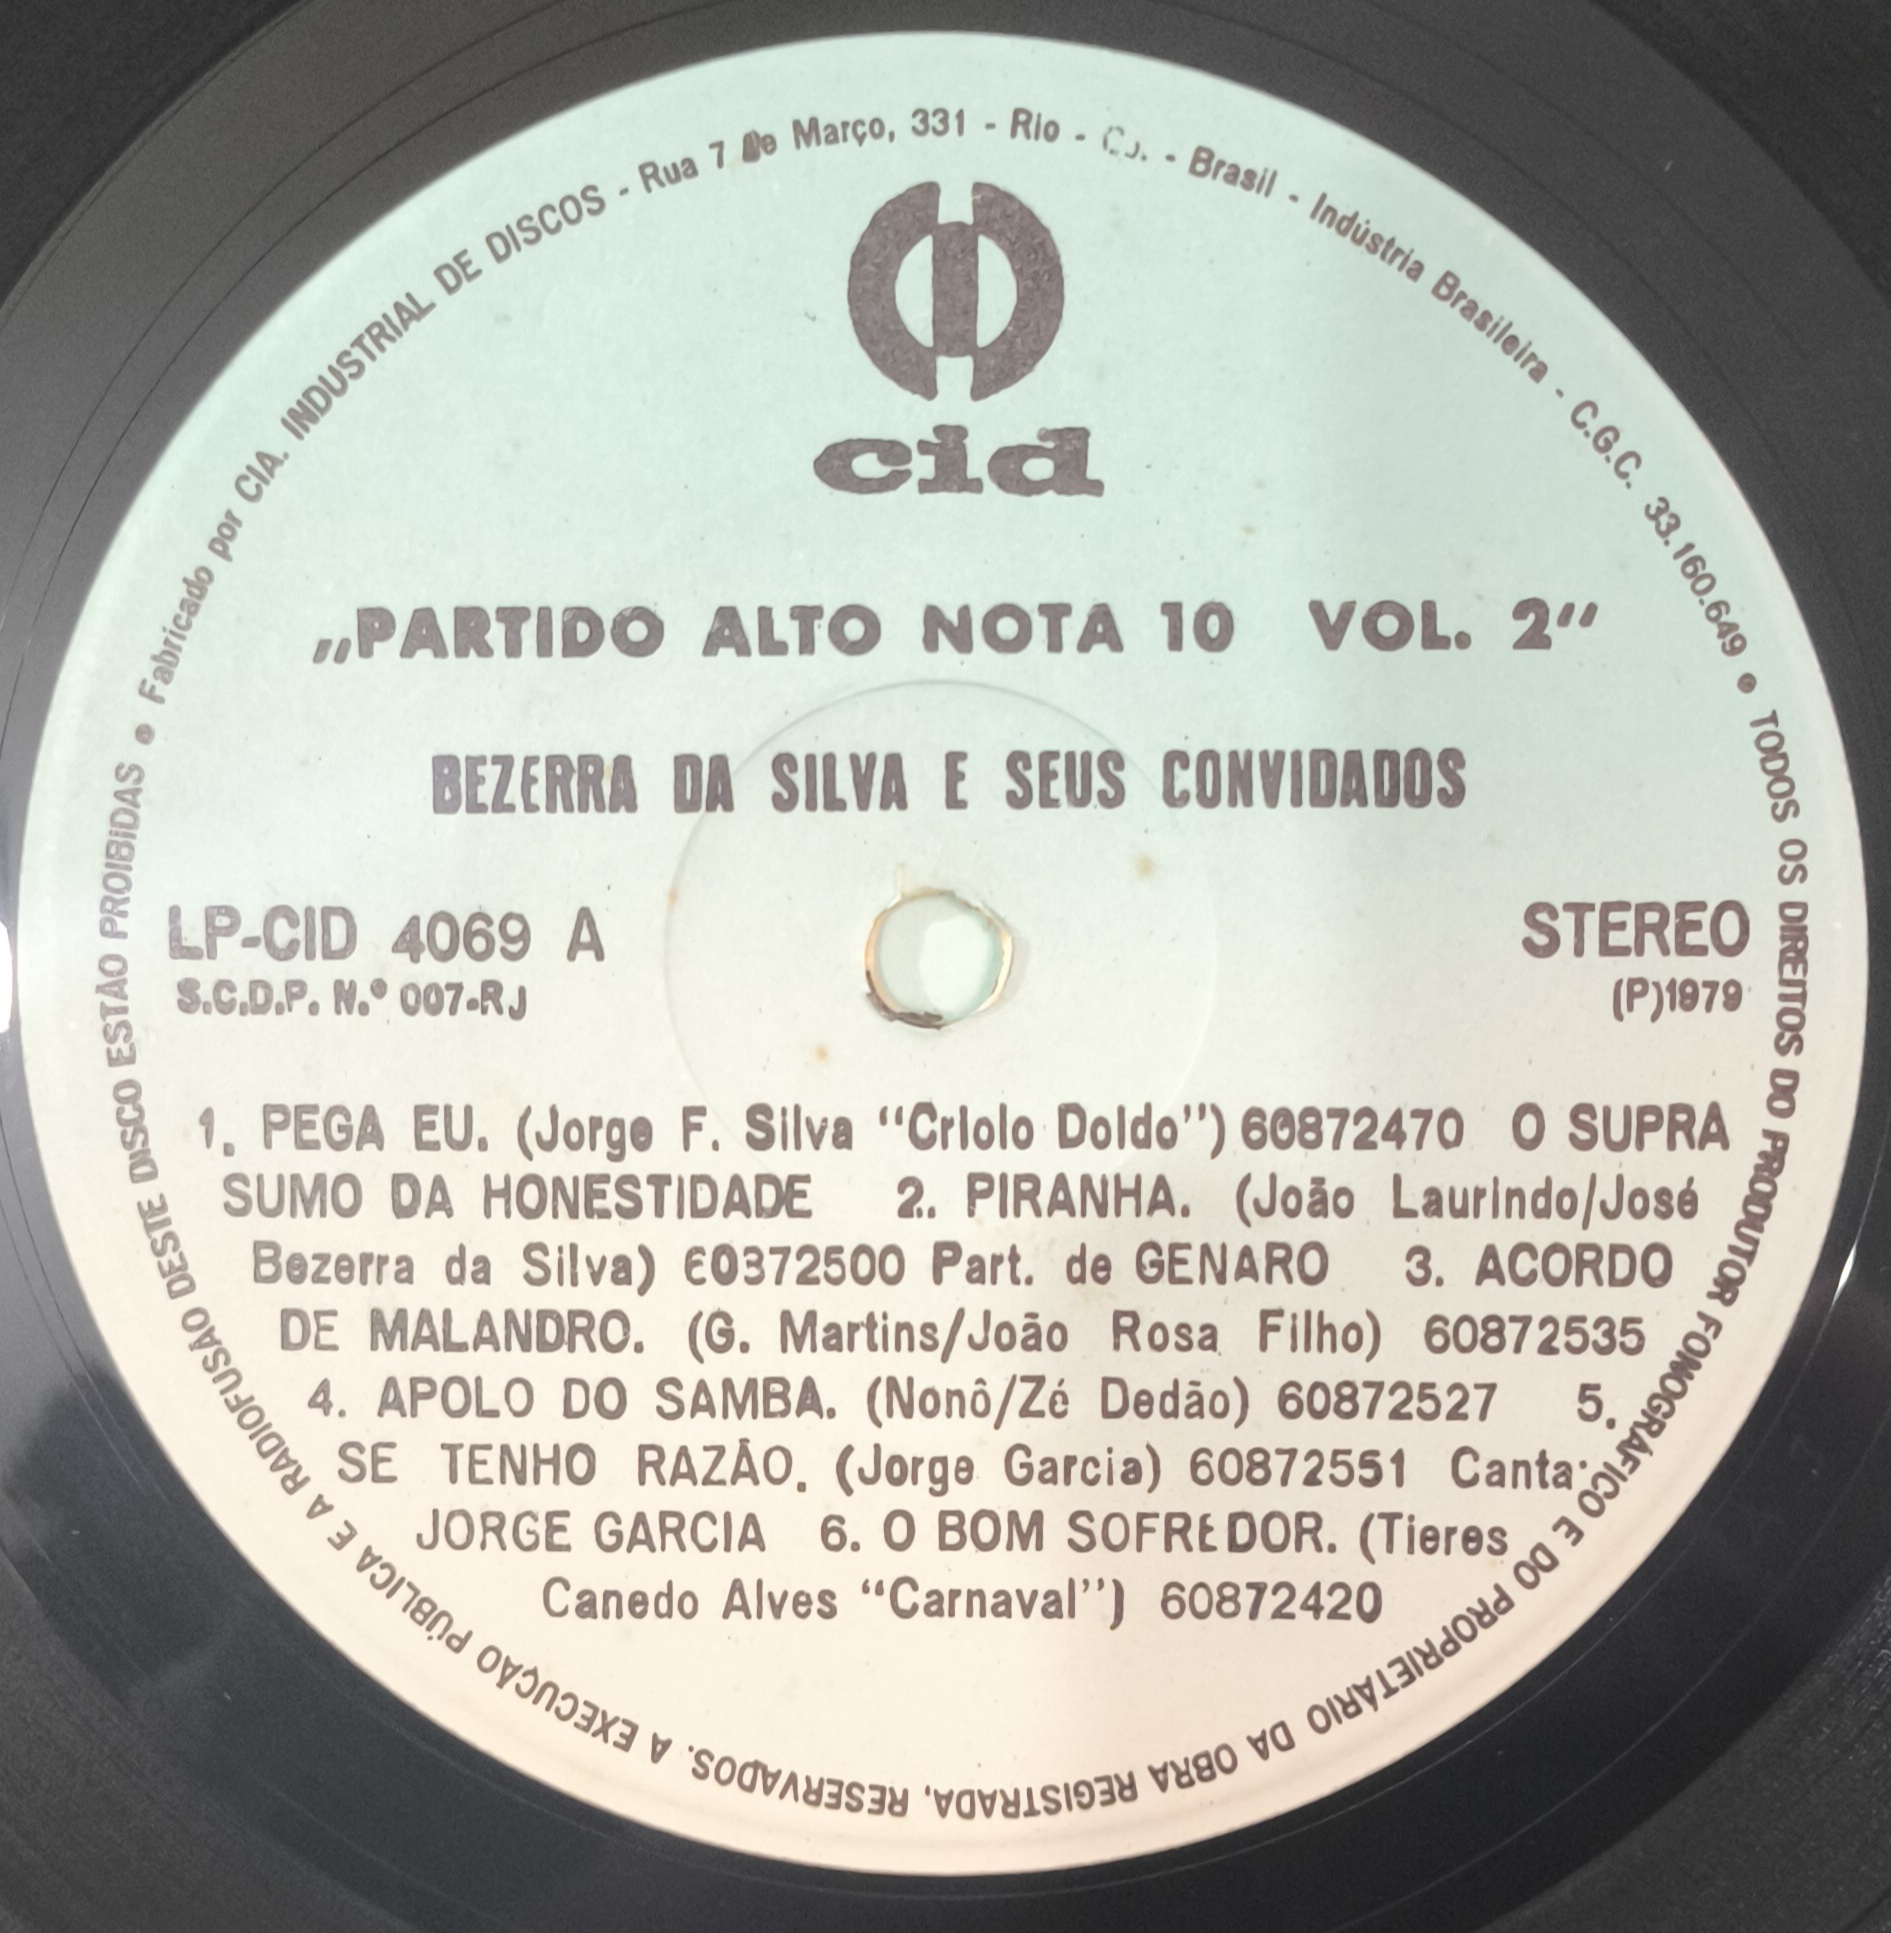 Fabricado por CIA. INDUSTRIAL DE DISCOS - Rua 7 de Março, 331 - Rio - - Brasil - Indústria Brasileira - C.G.C. 33.160.649
cid
„PARTIDO ALTO NOTA 10 VOL. 2“
BEZERRA DA SILVA E SEUS CONVIDADOS
LP-CID 4069 A
STEREO
S.C.D.P. N.º 007-RJ
(P)1979
1. PEGA EU. (Jorge F. Silva “Criolo Doido”) 60872470 O SUPRA
SUMO DA HONESTIDADE 2. PIRANHA. (João Laurindo/José
Bezerra da Silva) 60372500 Part. de GENARO 3. ACORDO
DE MALANDRO. (G. Martins/João Rosa Filho) 60872535
4. APOLO DO SAMBA. (Nonô/Zé Dedão) 60872527 5.
SE TENHO RAZÃO. (Jorge Garcia) 60872551 Canta:
JORGE GARCIA 6. O BOM SOFREDOR. (Tieres
Canedo Alves “Carnaval”) 60872420
TODOS OS DIREITOS DO PRODUTOR FONOGRÁFICO E DO PROPRIETÁRIO DA OBRA REGISTRADA, RESERVADOS. A EXECUÇÃO PÚBLICA E A RADIOFUSÃO DESTE DISCO ESTÃO PROIBIDAS